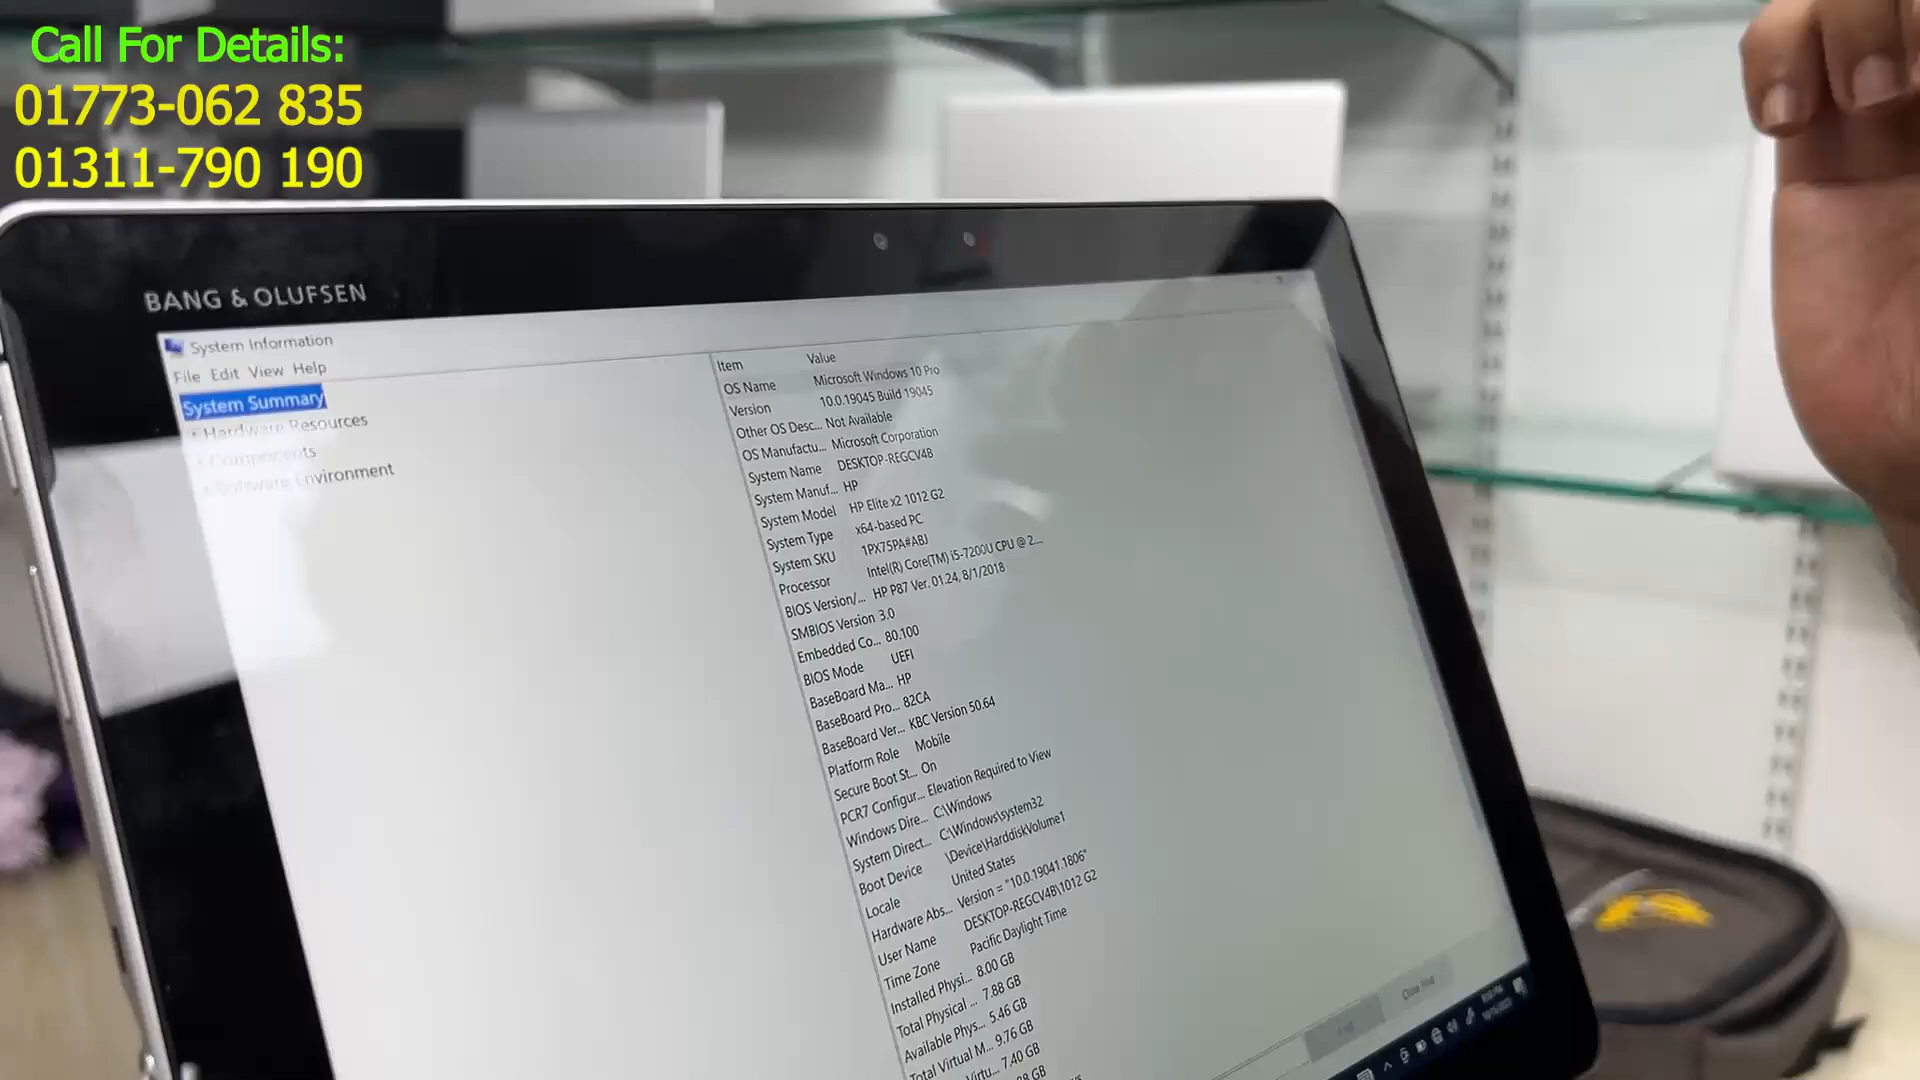 Call For Details:
01773-062 835
01311-790 190
BANG & OLUFSEN
System Information
File Edit View Help
System Summary
Hardware Resources
Components
Software Environment
Item Value
OS Name Microsoft Windows 10 Pro
Version 10.0.19045 Build 19045
Other OS Desc... Not Available
OS Manufactu... Microsoft Corporation
System Name DESKTOP-REGCV4B
System Manuf... HP
System Model HP Elite x2 1012 G2
System Type x64-based PC
System SKU 1PX75PA#ABJ
Processor Intel(R) Core(TM) i5-7200U CPU @ 2...
BIOS Version/... HP P87 Ver. 01.24, 8/1/2018
SMBIOS Version 3.0
Embedded Co... 80.100
BIOS Mode UEFI
BaseBoard Ma... HP
BaseBoard Pro... 82CA
BaseBoard Ver... KBC Version 50.64
Platform Role Mobile
Secure Boot St... On
PCR7 Configur... Elevation Required to View
Windows Dire... C:\Windows
System Direct... C:\Windows\system32
Boot Device \Device\HarddiskVolume1
Locale United States
Hardware Abs... Version = "10.0.19041.1806"
User Name DESKTOP-REGCV4B\1012 G2
Time Zone Pacific Daylight Time
Installed Physi... 8.00 GB
Total Physical ... 7.88 GB
Available Phys... 5.46 GB
Total Virtual M... 9.76 GB
Virtu... 7.40 GB
GB
Close Find